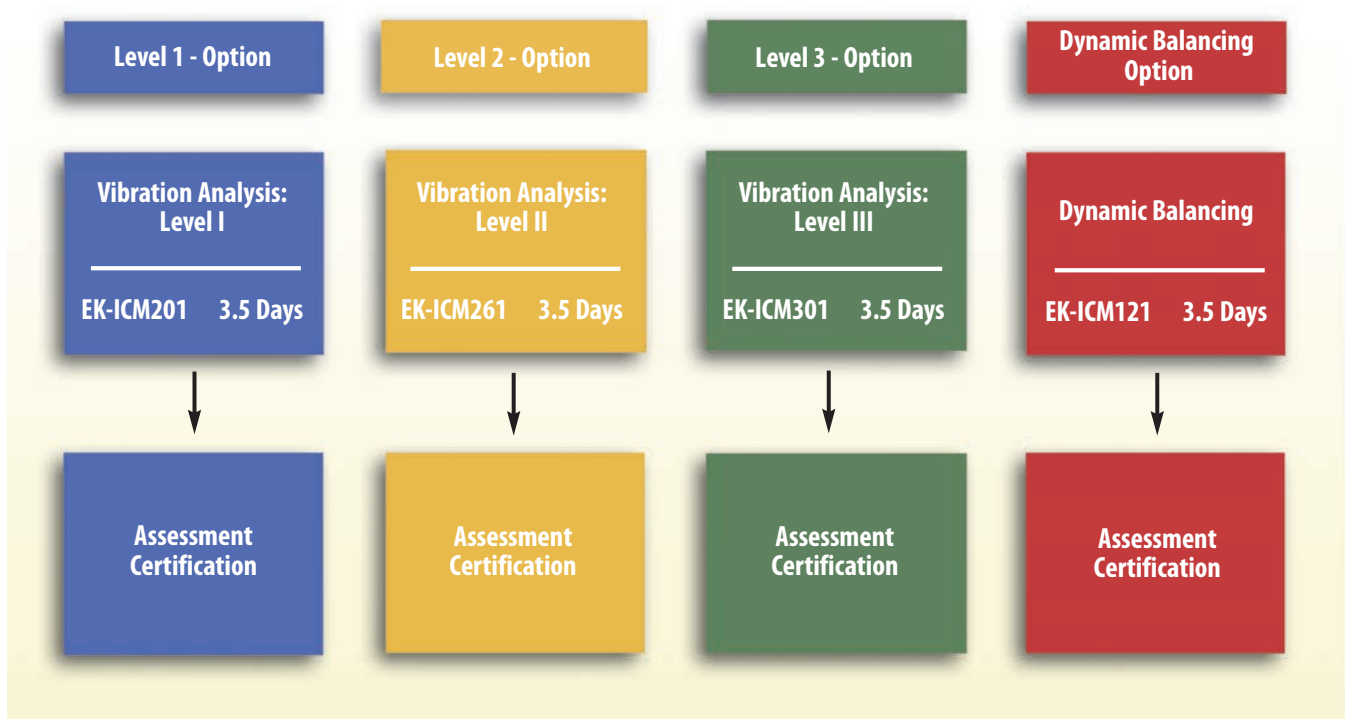 Level 1 - Option
Level 2 - Option
Level 3 - Option
Dynamic Balancing
Option
Vibration Analysis:
Level I
EK-ICM201 3.5 Days
Vibration Analysis:
Level II
EK-ICM261 3.5 Days
Vibration Analysis:
Level III
EK-ICM301 3.5 Days
Dynamic Balancing
EK-ICM121 3.5 Days
Assessment
Certification
Assessment
Certification
Assessment
Certification
Assessment
Certification